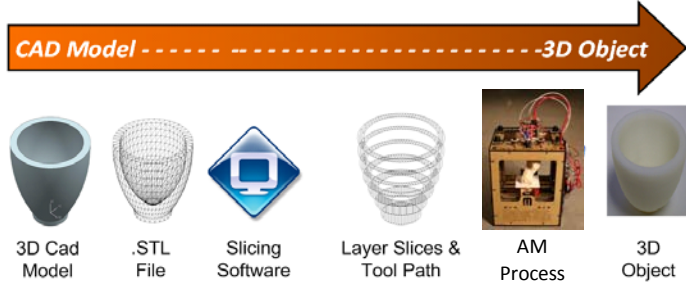 CAD Model - - - - - - -- - - - - - - - - - - - - - - - - - - - - - -3D Object
3D Cad
Model
.STL
File
Slicing
Software
Layer Slices &
Tool Path
AM
Process
3D
Object